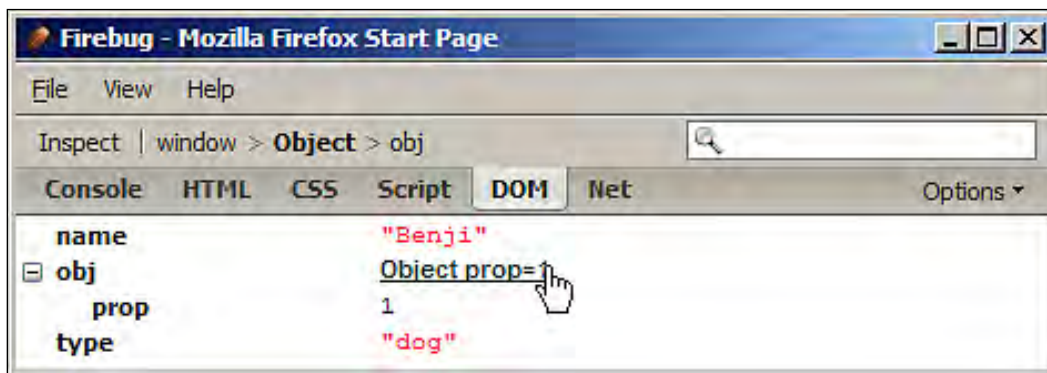 Firebug - Mozilla Firefox Start Page
File View Help
Inspect | window > Object > obj
Console HTML CSS Script DOM Net Options
name "Benji"
obj Object prop=1
prop 1
type "dog"